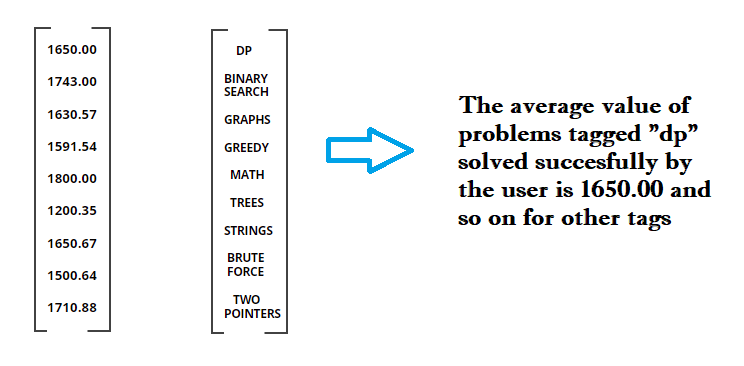 1650.00
1743.00
1630.57
1591.54
1800.00
1200.35
1650.67
1500.64
1710.88
DP
BINARY
SEARCH
GRAPHS
GREEDY
MATH
TREES
STRINGS
BRUTE
FORCE
TWO
POINTERS
The average value of
problems tagged "dp"
solved succesfully by
the user is 1650.00 and
so on for other tags